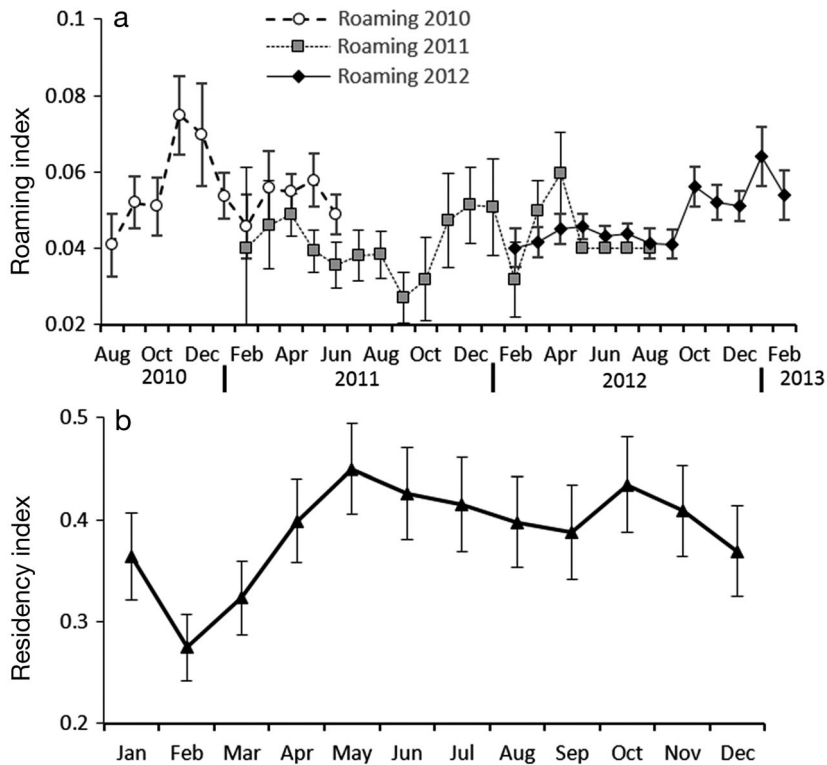 a
Roaming 2010
Roaming 2011
Roaming 2012
Roaming index
0.1
0.08
0.06
0.04
0.02
Aug Oct Dec Feb Apr Jun Aug Oct Dec Feb Apr Jun Aug Oct Dec Feb
2010 2011 2012 2013
b
Residency index
0.5
0.4
0.3
0.2
Jan Feb Mar Apr May Jun Jul Aug Sep Oct Nov Dec